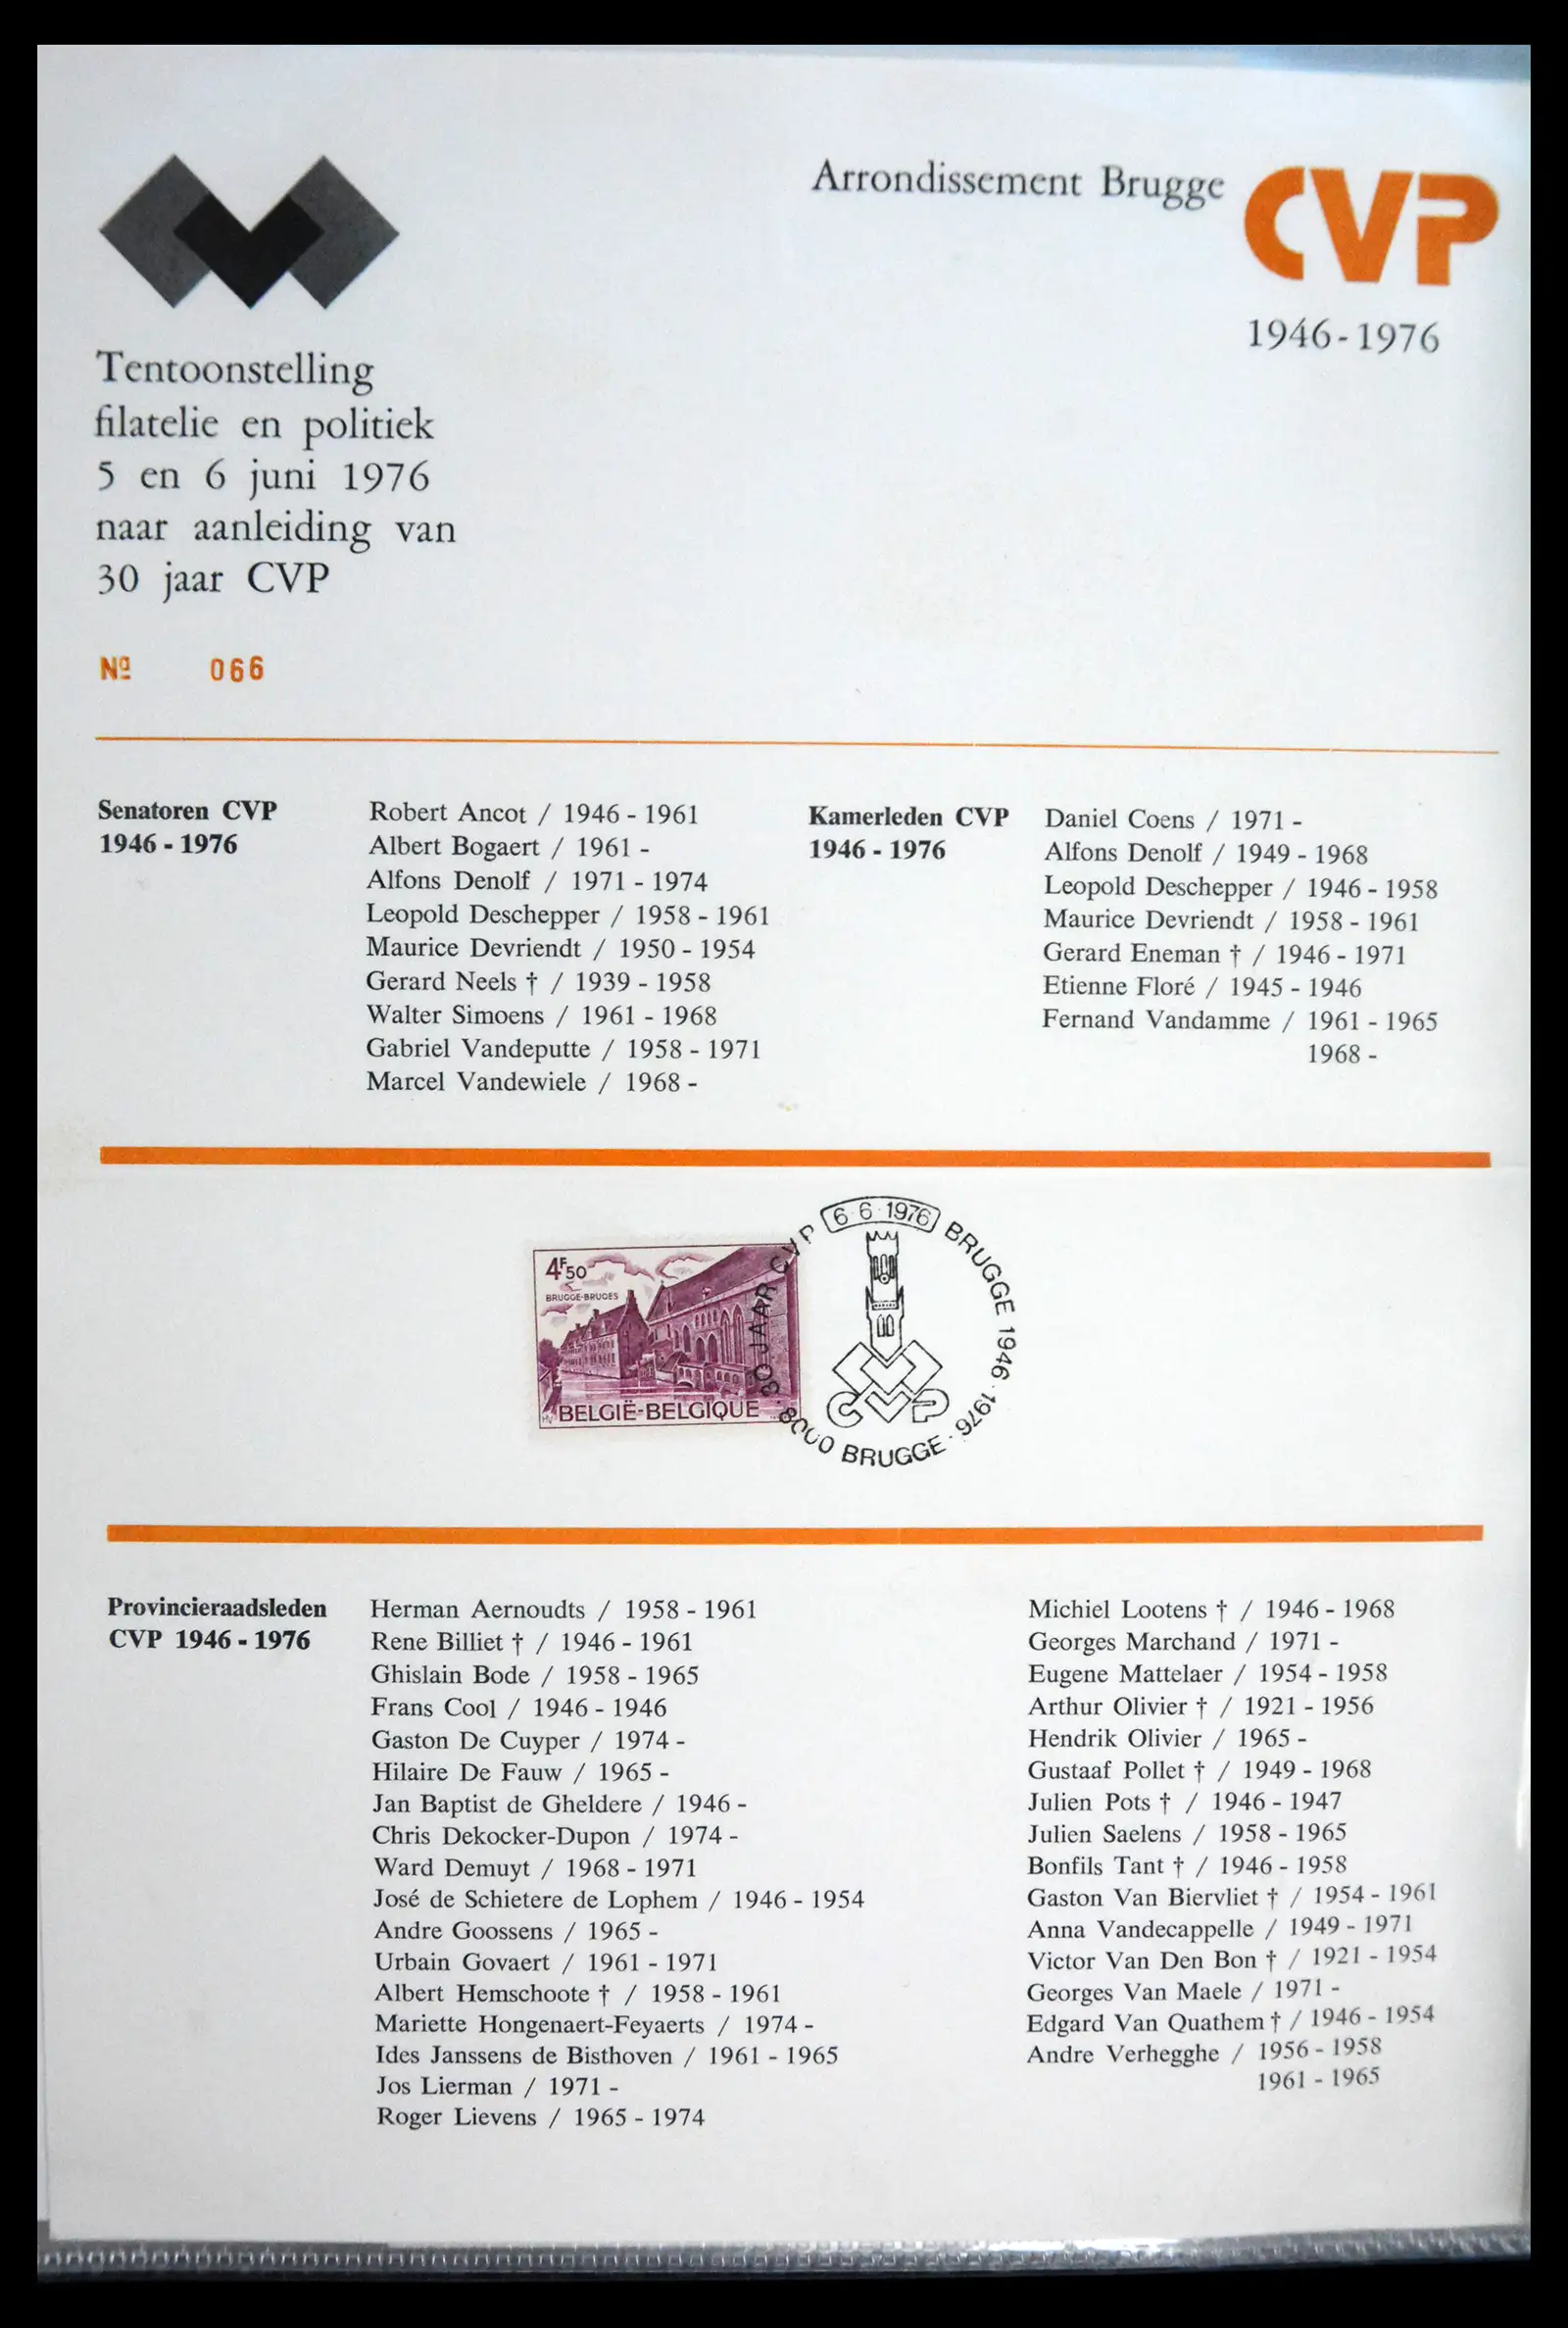 Arrondissement Brugge CVP
1946-1976
Tentoonstelling
filatelie en politiek
5 en 6 juni 1976
naar aanleiding van
30 jaar CVP
Nº 066
Senatoren CVP
1946 - 1976
Robert Ancot / 1946 - 1961
Albert Bogaert / 1961 -
Alfons Denolf / 1971 - 1974
Leopold Deschepper / 1958 - 1961
Maurice Devriendt / 1950 - 1954
Gerard Neels † / 1939 - 1958
Walter Simoens / 1961 - 1968
Gabriel Vandeputte / 1958 - 1971
Marcel Vandewiele / 1968 -
Kamerleden CVP
1946 - 1976
Daniel Coens / 1971 -
Alfons Denolf / 1949 - 1968
Leopold Deschepper / 1946 - 1958
Maurice Devriendt / 1958 - 1961
Gerard Eneman † / 1946 - 1971
Etienne Floré / 1945 - 1946
Fernand Vandamme / 1961 - 1965
1968 -
4F50
BRUGGE-BRUGES
BELGIË-BELGIQUE
6·6·1976
30 JAAR CVP BRUGGE 1946·1976
8000 BRUGGE
CVP
Provincieraadsleden
CVP 1946 - 1976
Herman Aernoudts / 1958 - 1961
Rene Billiet † / 1946 - 1961
Ghislain Bode / 1958 - 1965
Frans Cool / 1946 - 1946
Gaston De Cuyper / 1974 -
Hilaire De Fauw / 1965 -
Jan Baptist de Gheldere / 1946 -
Chris Dekocker-Dupon / 1974 -
Ward Demuyt / 1968 - 1971
José de Schietere de Lophem / 1946 - 1954
Andre Goossens / 1965 -
Urbain Govaert / 1961 - 1971
Albert Hemschoote † / 1958 - 1961
Mariette Hongenaert-Feyaerts / 1974 -
Ides Janssens de Bisthoven / 1961 - 1965
Jos Lierman / 1971 -
Roger Lievens / 1965 - 1974
Michiel Lootens † / 1946 - 1968
Georges Marchand / 1971 -
Eugene Mattelaer / 1954 - 1958
Arthur Olivier † / 1921 - 1956
Hendrik Olivier / 1965 -
Gustaaf Pollet † / 1949 - 1968
Julien Pots † / 1946 - 1947
Julien Saelens / 1958 - 1965
Bonfils Tant † / 1946 - 1958
Gaston Van Biervliet † / 1954 - 1961
Anna Vandecappelle / 1949 - 1971
Victor Van Den Bon † / 1921 - 1954
Georges Van Maele / 1971 -
Edgard Van Quathem † / 1946 - 1954
Andre Verhegghe / 1956 - 1958
1961 - 1965